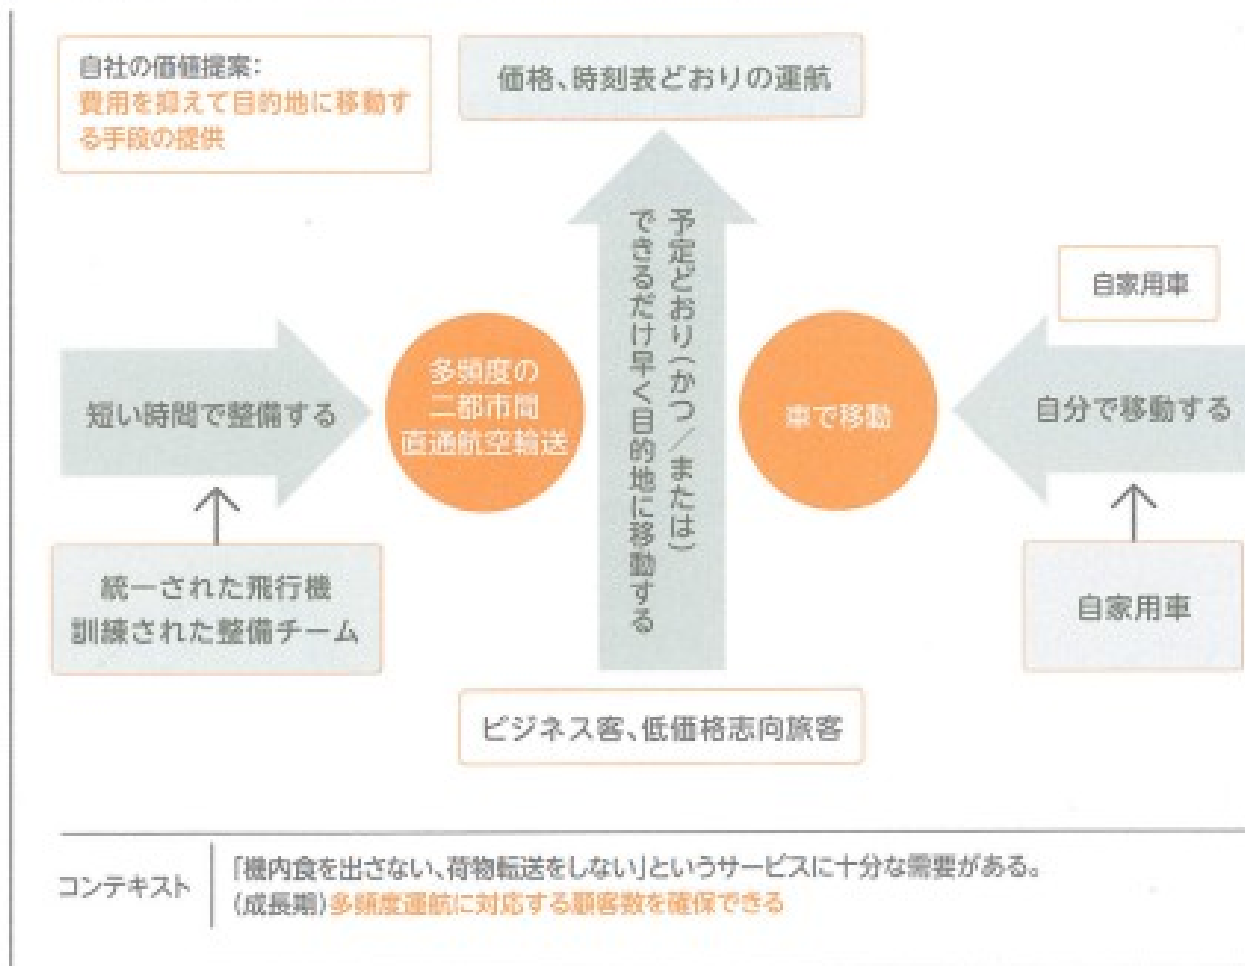 自社の価値提案：
費用を抑えて目的地に移動す
る手段の提供
価格、時刻表どおりの運航
予定どおり（かつ／または）
できるだけ早く目的地に移動する
自家用車
短い時間で整備する
多頻度の
二都市間
直通航空輸送
車で移動
自分で移動する
統一された飛行機
訓練された整備チーム
自家用車
ビジネス客、低価格志向旅客
コンテキスト
「機内食を出さない、荷物転送をしない」というサービスに十分な需要がある。
（成長期）多頻度運航に対応する顧客数を確保できる